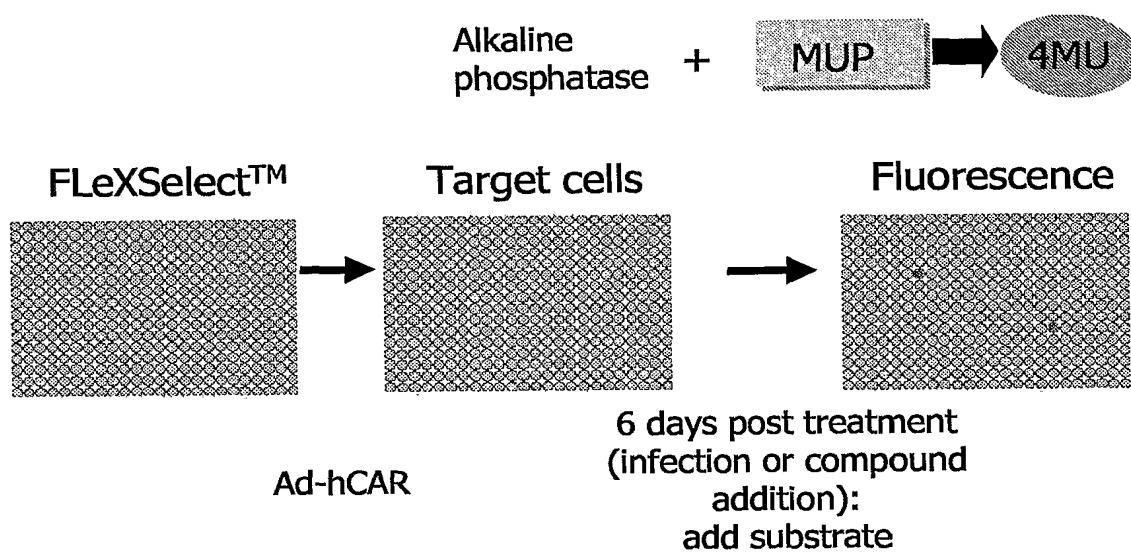 Alkaline
phosphatase
+
MUP
4MU
FLeXSelect™
Target cells
Fluorescence
Ad-hCAR
6 days post treatment
(infection or compound
addition):
add substrate